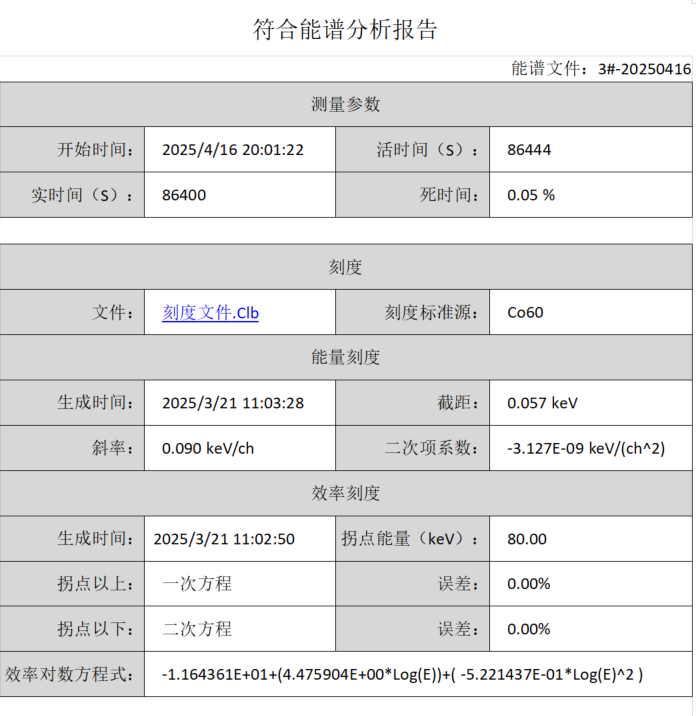 符合能谱分析报告
能谱文件：3#-20250416
测量参数
开始时间： 2025/4/16 20:01:22 活时间（S）： 86444
实时间（S）： 86400 死时间： 0.05 %
刻度
文件： 刻度文件.Clb 刻度标准源： Co60
能量刻度
生成时间： 2025/3/21 11:03:28 截距： 0.057 keV
斜率： 0.090 keV/ch 二次项系数： -3.127E-09 keV/(ch^2)
效率刻度
生成时间： 2025/3/21 11:02:50 拐点能量（keV）： 80.00
拐点以上： 一次方程 误差： 0.00%
拐点以下： 二次方程 误差： 0.00%
效率对数方程式： -1.164361E+01+(4.475904E+00*Log(E))+( -5.221437E-01*Log(E)^2 )